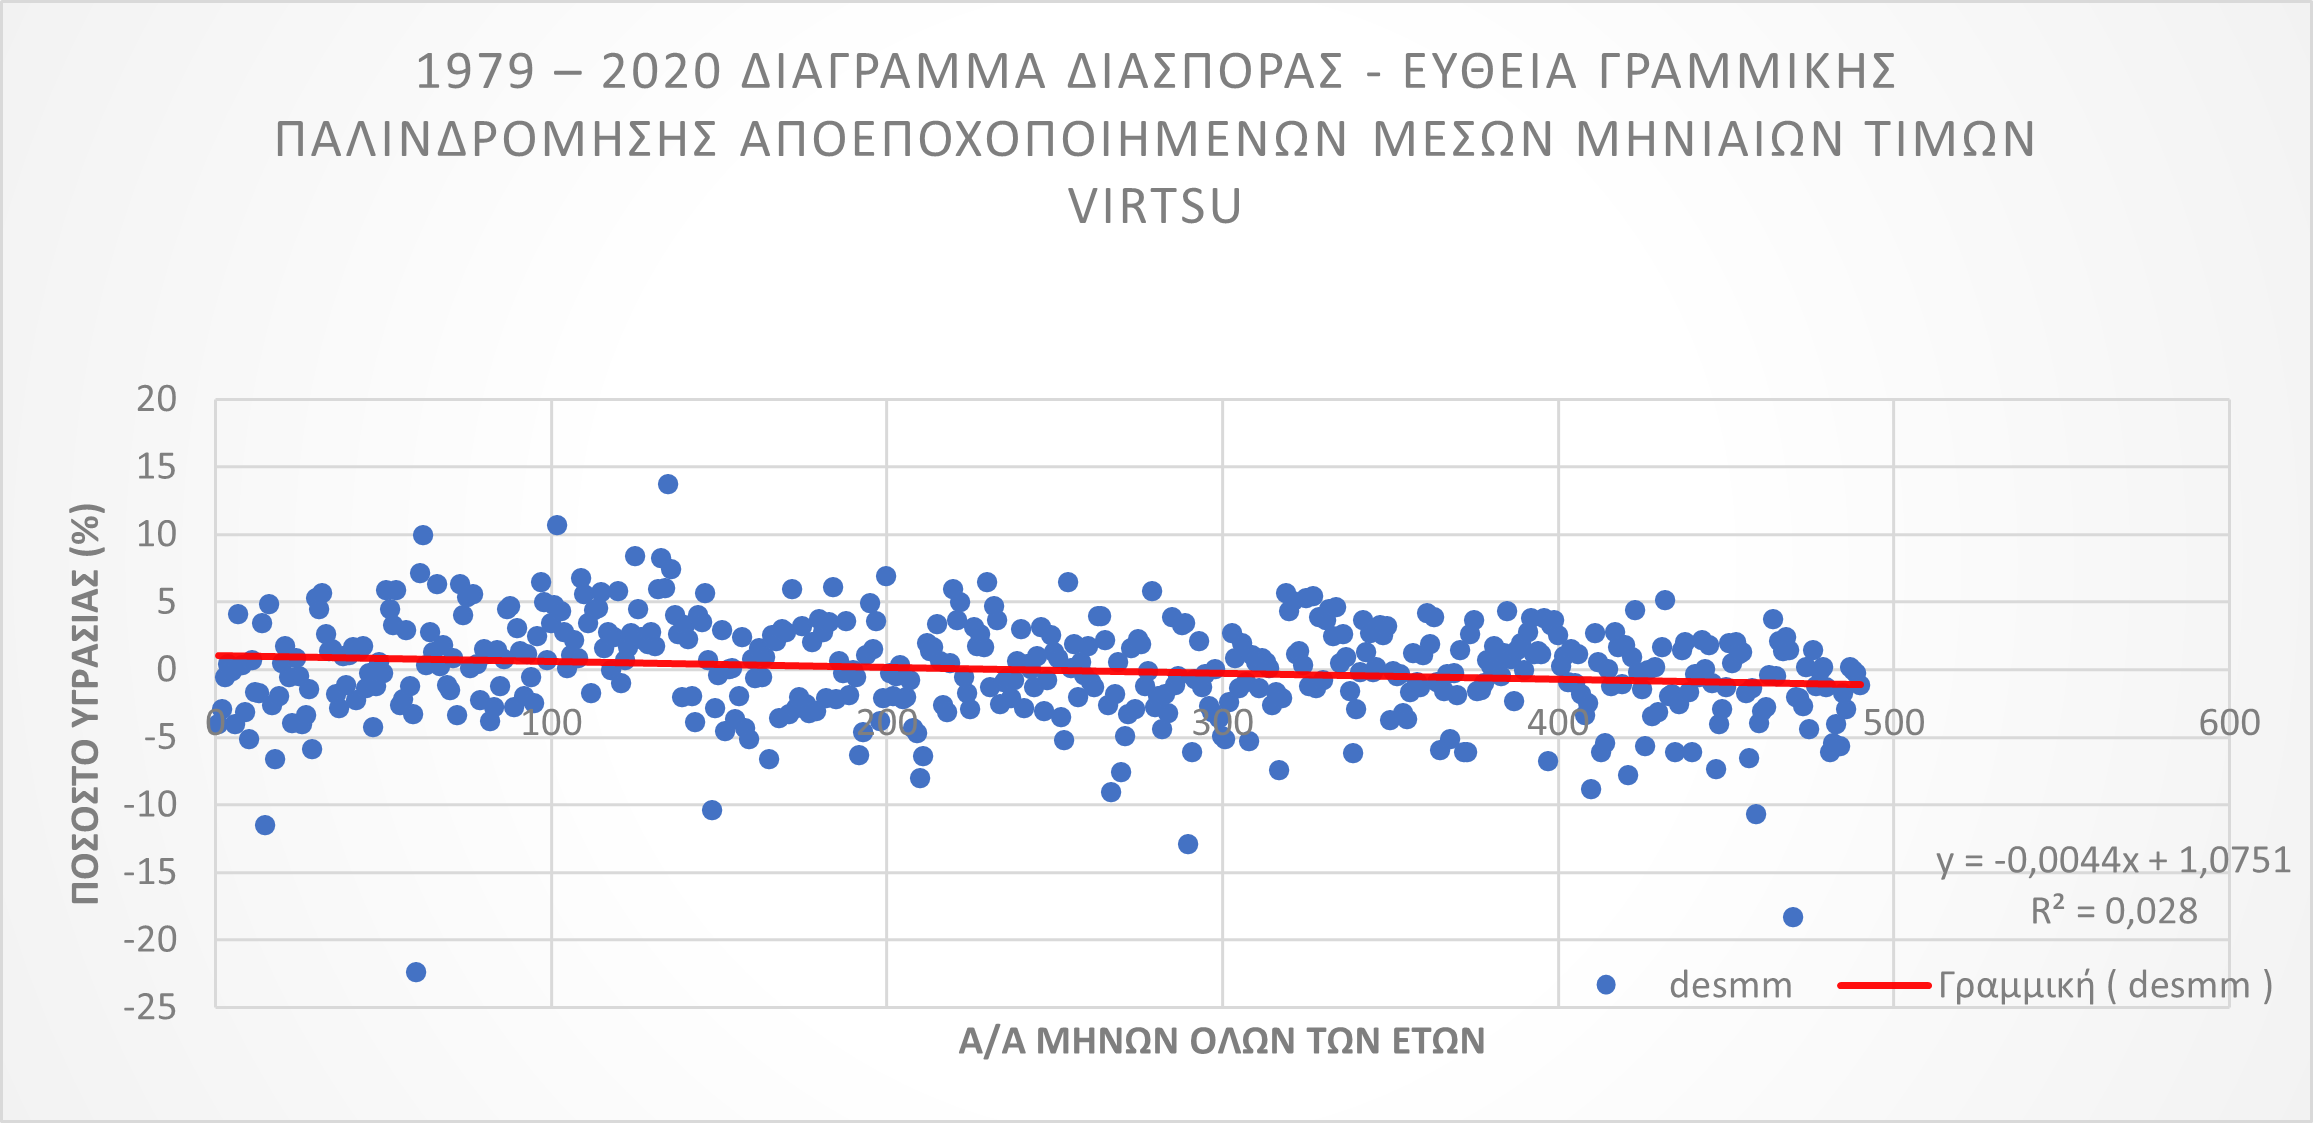 1979 – 2020 ΔΙΑΓΡΑΜΜΑ ΔΙΑΣΠΟΡΑΣ - ΕΥΘΕΙΑ ΓΡΑΜΜΙΚΗΣ
ΠΑΛΙΝΔΡΟΜΗΣΗΣ ΑΠΟΕΠΟΧΟΠΟΙΗΜΕΝΩΝ ΜΕΣΩΝ ΜΗΝΙΑΙΩΝ ΤΙΜΩΝ
VIRTSU
ΠΟΣΟΣΤΟ ΥΓΡΑΣΙΑΣ (%)
20
15
10
5
0
-5
-10
-15
-20
-25
0 100 200 300 400 500 600
y = -0,0044x + 1,0751
R² = 0,028
desmm
Γραμμική ( desmm )
Α/Α ΜΗΝΩΝ ΟΛΩΝ ΤΩΝ ΕΤΩΝ